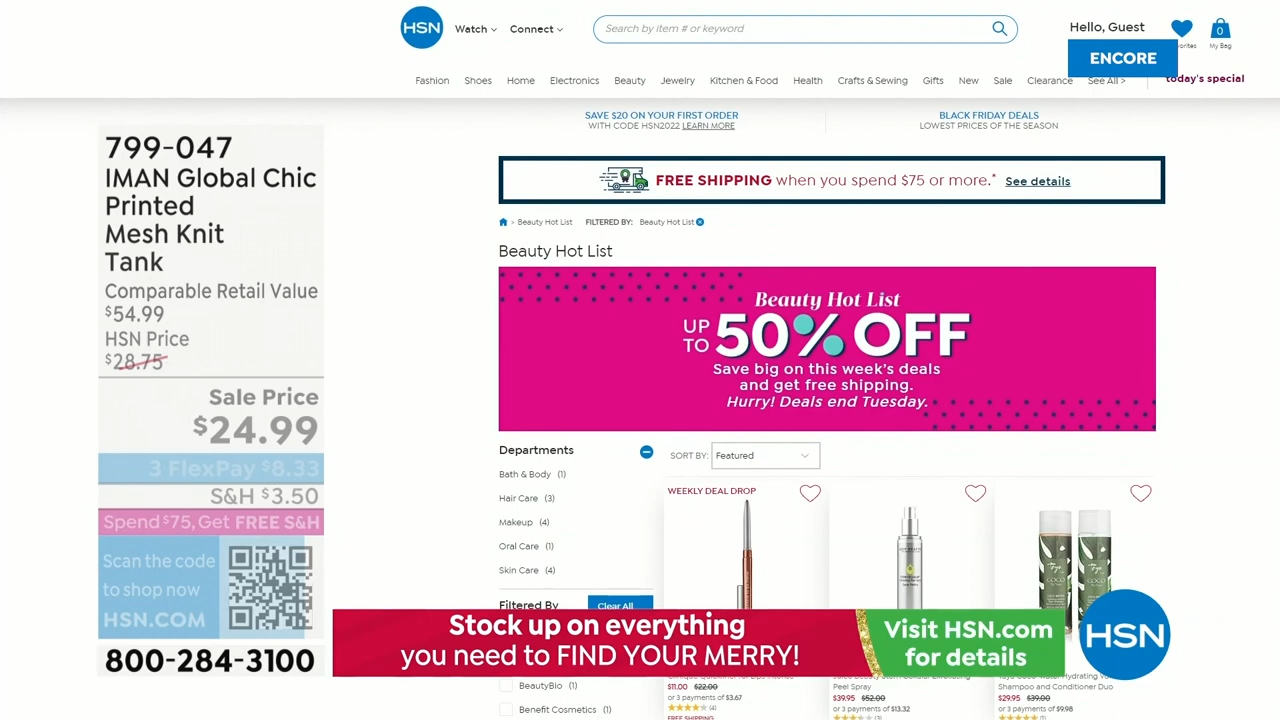 HSN
Watch
Connect
Search by item # or keyword
Hello, Guest
0
My Bag
ENCORE
Fashion Shoes Home Electronics Beauty Jewelry Kitchen & Food Health Crafts & Sewing Gifts New Sale Clearance See All >
today's special
SAVE $20 ON YOUR FIRST ORDER
WITH CODE HSN2022 LEARN MORE
BLACK FRIDAY DEALS
LOWEST PRICES OF THE SEASON
799-047
IMAN Global Chic
Printed
Mesh Knit
Tank
Comparable Retail Value
$54.99
HSN Price
$28.75
Sale Price
$24.99
3 FlexPay $8.33
S&H $3.50
Spend $75, Get FREE S&H
Scan the code
to shop now
HSN.COM
800-284-3100
FREE SHIPPING when you spend $75 or more.* See details
> Beauty Hot List FILTERED BY: Beauty Hot List
Beauty Hot List
Beauty Hot List
UP TO 50% OFF
Save big on this week's deals
and get free shipping.
Hurry! Deals end Tuesday.
Departments
Bath & Body (1)
Hair Care (3)
Makeup (4)
Oral Care (1)
Skin Care (4)
Filtered By
Clear All
BeautyBio (1)
Benefit Cosmetics (1)
SORT BY: Featured
WEEKLY DEAL DROP
$11.00 $22.00
or 3 payments of $3.67
(4)
FREE SHIPPING
Peel Spray
$39.95 $52.00
or 3 payments of $13.32
(3)
Shampoo and Conditioner Duo
$29.95 $39.00
or 3 payments of $9.98
(1)
Stock up on everything
you need to FIND YOUR MERRY!
Visit HSN.com
for details
HSN